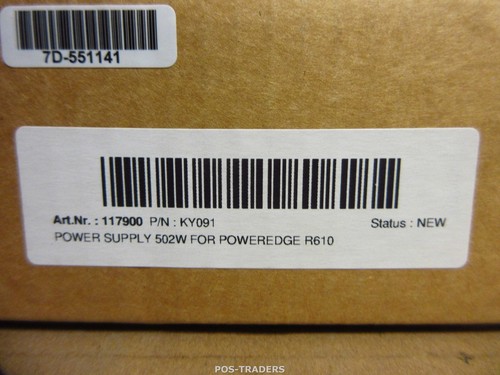 7D-551141
Art.Nr. : 117900 P/N : KY091 Status : NEW
POWER SUPPLY 502W FOR POWEREDGE R610
POS-TRADERS